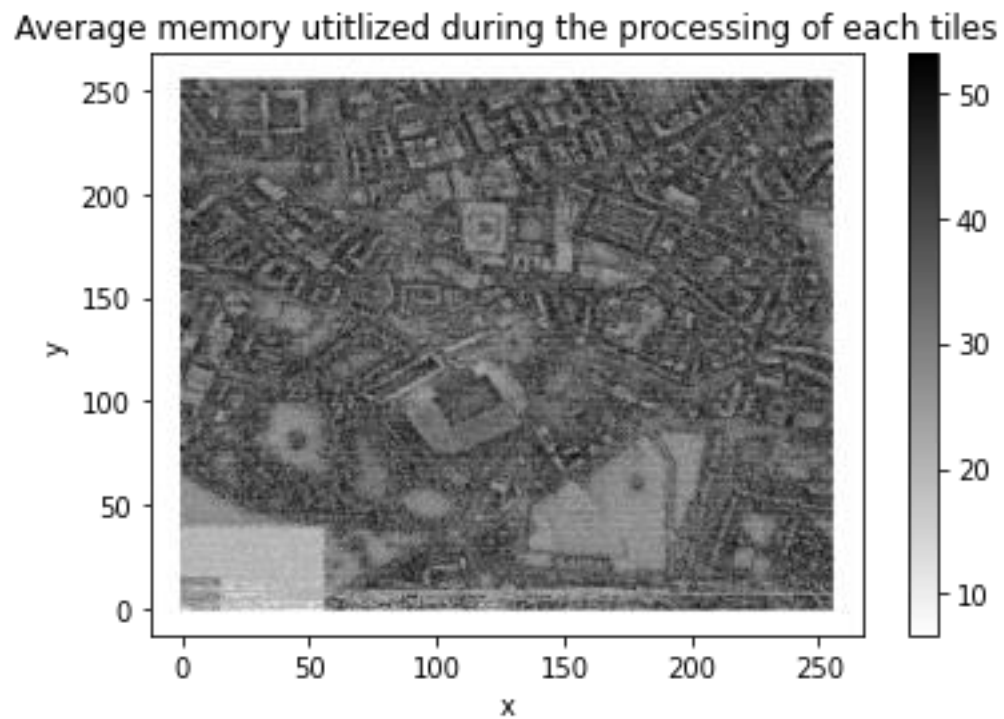 Average memory utitlized during the processing of each tiles
250
200
150
100
50
0
y
0 50 100 150 200 250
x
50
40
30
20
10